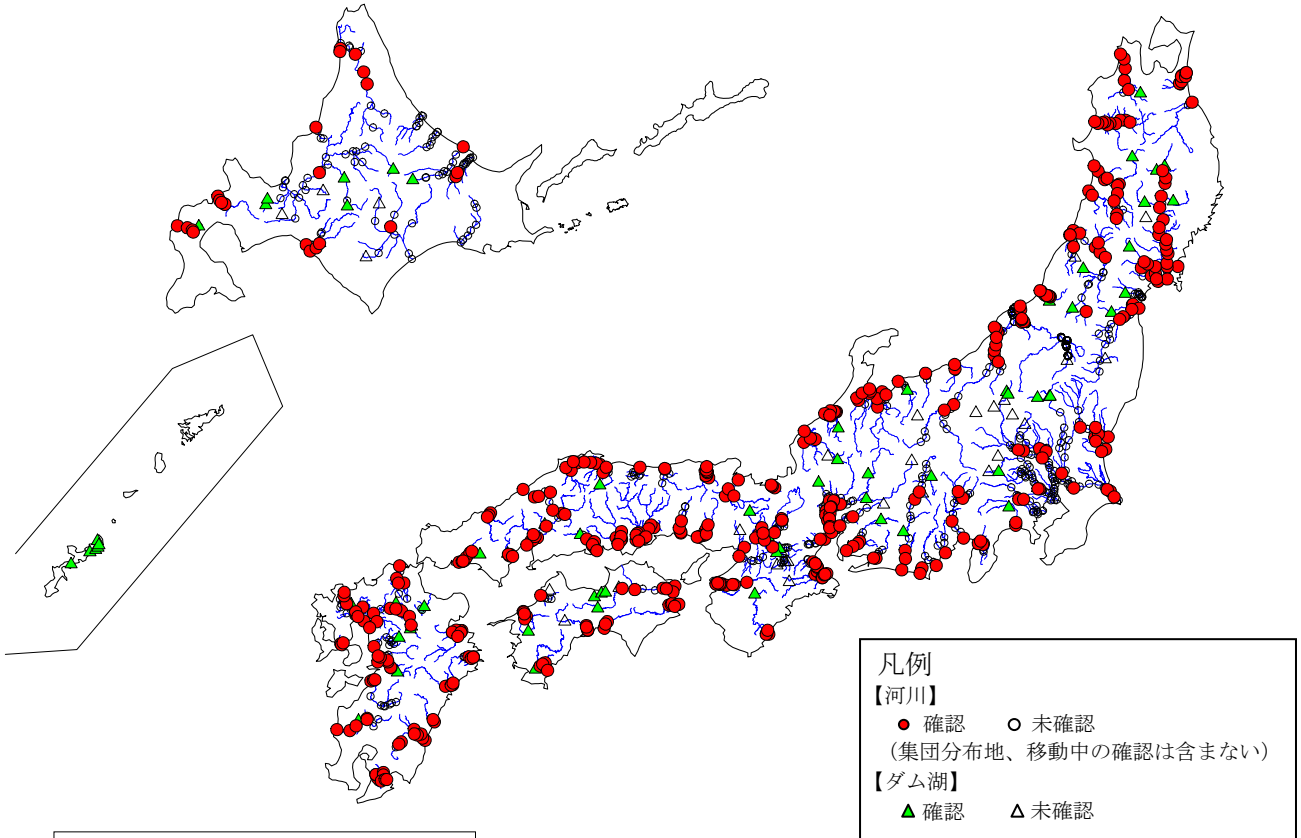 凡例
【河川】
確認 未確認
（集団分布地、移動中の確認は含まない）
【ダム湖】
確認 未確認